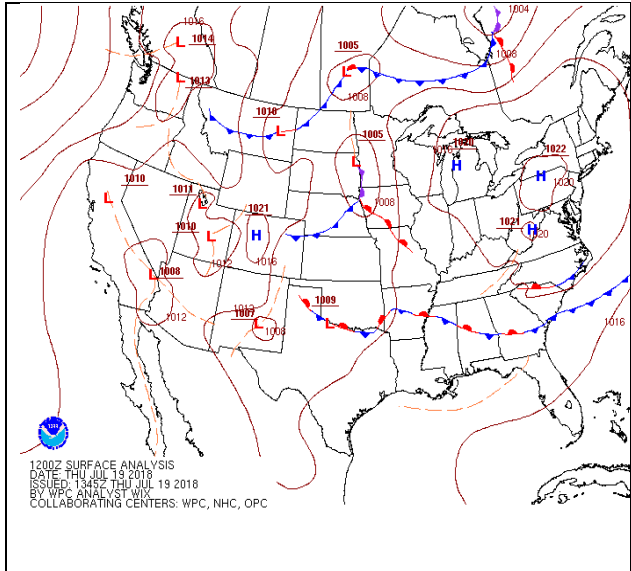 1016
L 1014
1005
1004
L 1013
L
1008
1008
1010
L
1005
L
1016
H
1022
H
1020
1010
L
1011
L
1010
L
1021
H
1008
1021
H
1020
1012
1016
1008
L
1012
1012
1007
L
1008
1009
L
1016
1200Z SURFACE ANALYSIS
DATE: THU JUL 19 2018
ISSUED: 1345Z THU JUL 19 2018
BY WPC ANALYST WIX
COLLABORATING CENTERS: WPC, NHC, OPC